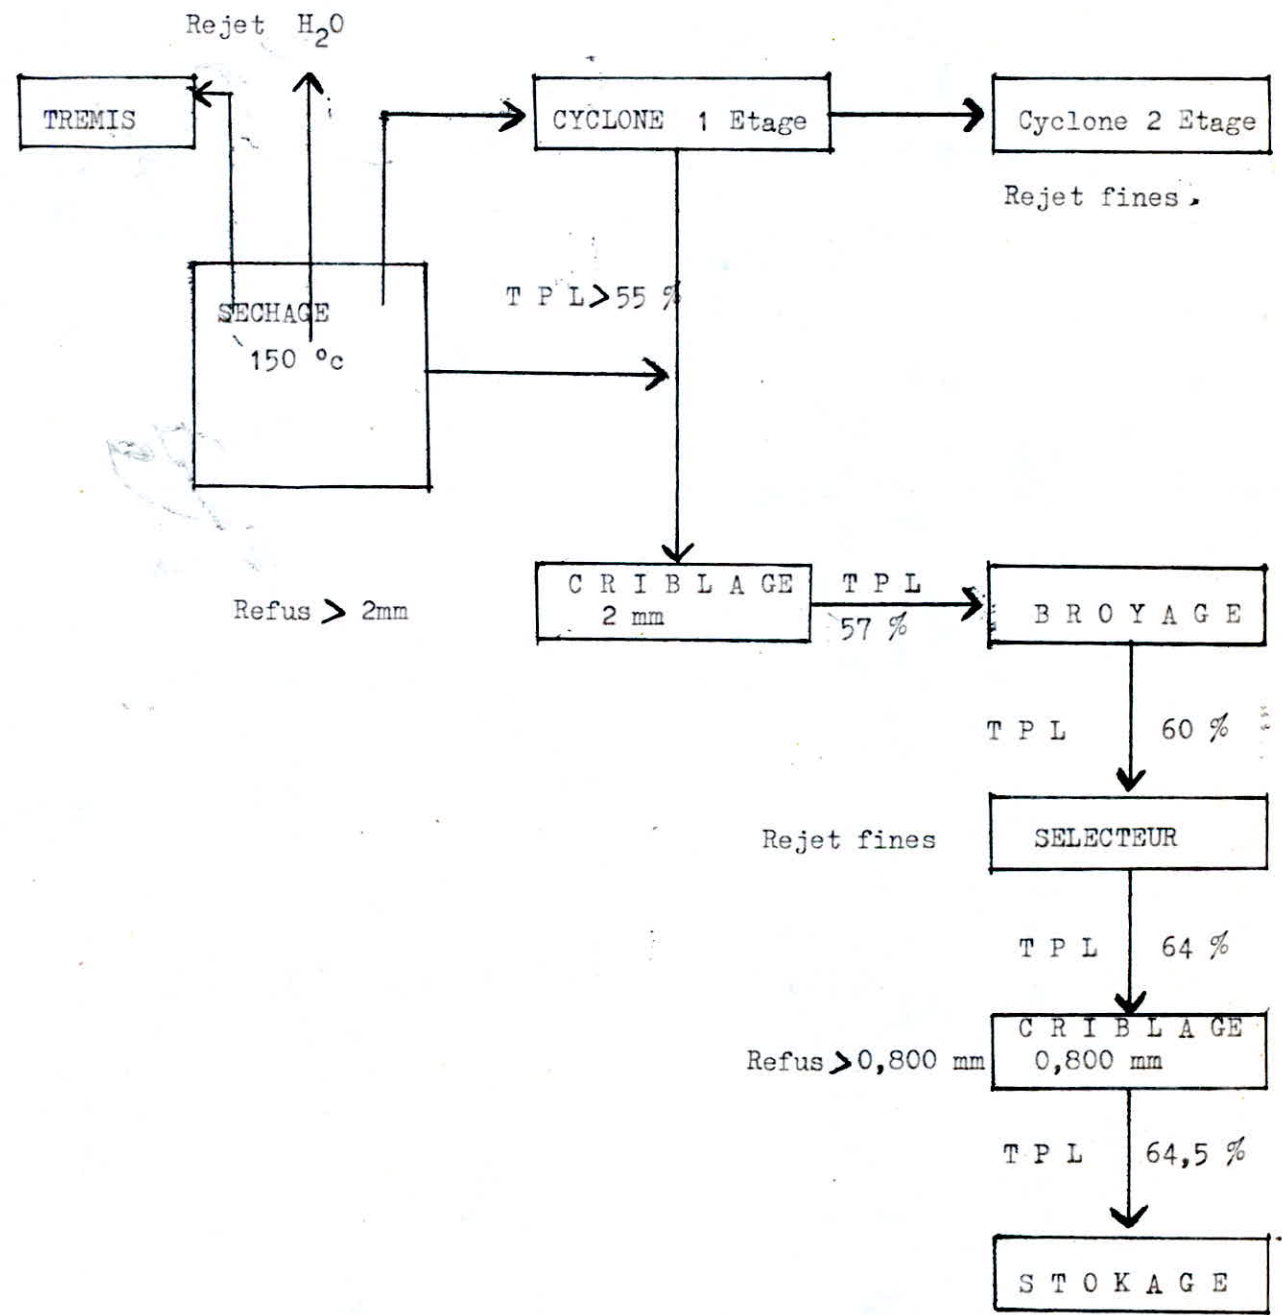 Rejet H2O
TREMIS
CYCLONE 1 Etage
Cyclone 2 Etage
Rejet fines.
T P L > 55 %
SECHAGE
150 °c
C R I B L A G E
2 mm
Refus > 2mm
T P L
57 %
B R O Y A G E
T P L 60 %
Rejet fines
SELECTEUR
T P L 64 %
C R I B L A GE
0,800 mm
Refus > 0,800 mm
T P L 64,5 %
S T O K A G E